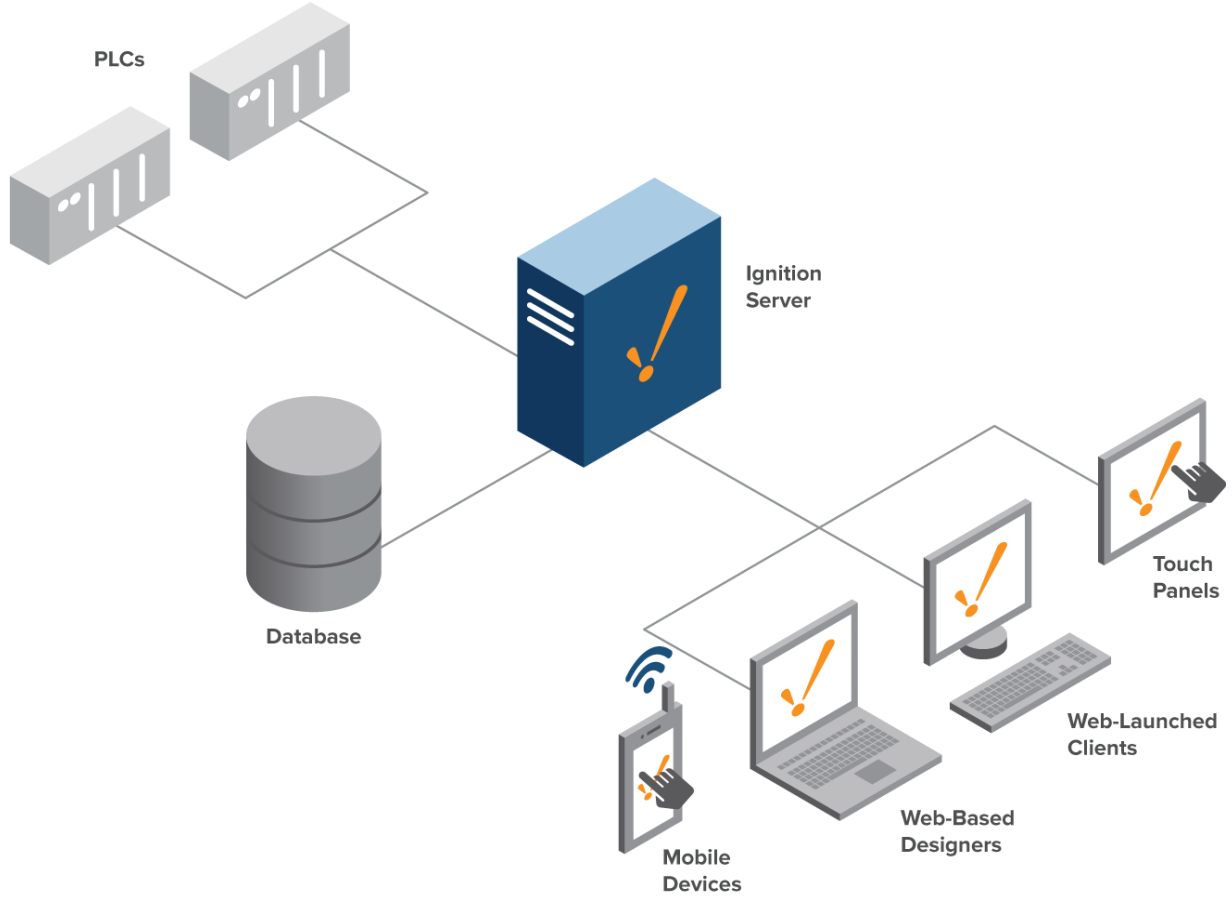 PLCs
Ignition
Server
Touch
Panels
Database
Web-Launched
Clients
Web-Based
Designers
Mobile
Devices